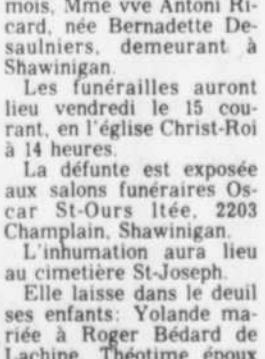 mois, Mme vve Antoni Ri-
card, née Bernadette De-
saulniers, demeurant à
Shawinigan.
Les funérailles auront
lieu vendredi le 15 cou-
rant, en l'église Christ-Roi
à 14 heures.
La défunte est exposée
aux salons funéraires Os-
car St-Ours ltée, 2203
Champlain, Shawinigan.
L'inhumation aura lieu
au cimetière St-Joseph.
Elle laisse dans le deuil
ses enfants: Yolande ma-
riée à Roger Bédard de
Lachine, Théotime époux